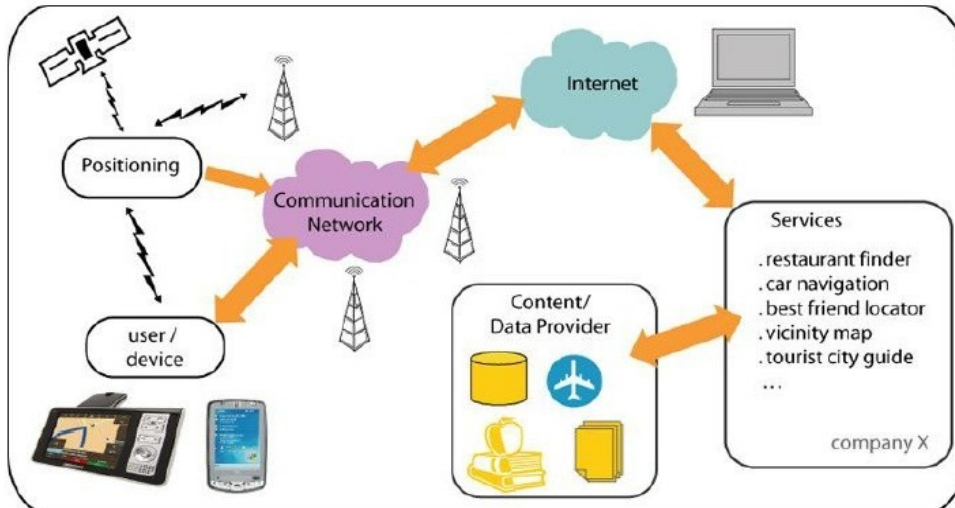 Internet
Positioning
Communication
Network
Services
. restaurant finder
. car navigation
. best friend locator
. vicinity map
. tourist city guide
...
Content/
Data Provider
user /
device
company X